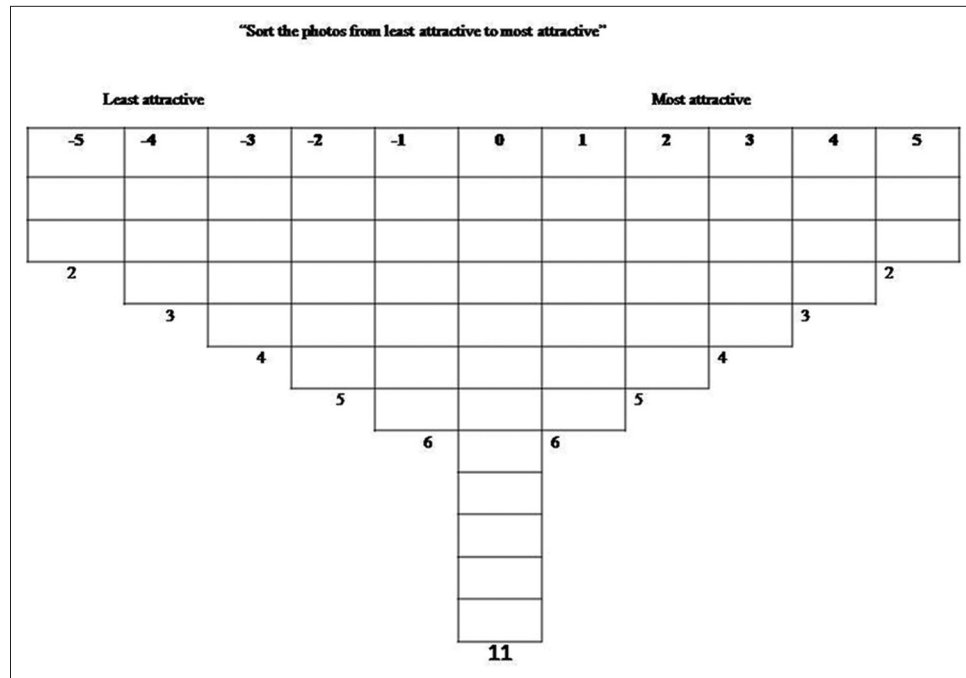 “Sort the photos from least attractive to most attractive”
Least attractive Most attractive
-5 -4 -3 -2 -1 0 1 2 3 4 5
2 2
3 3
4 4
5 5
6 6
11